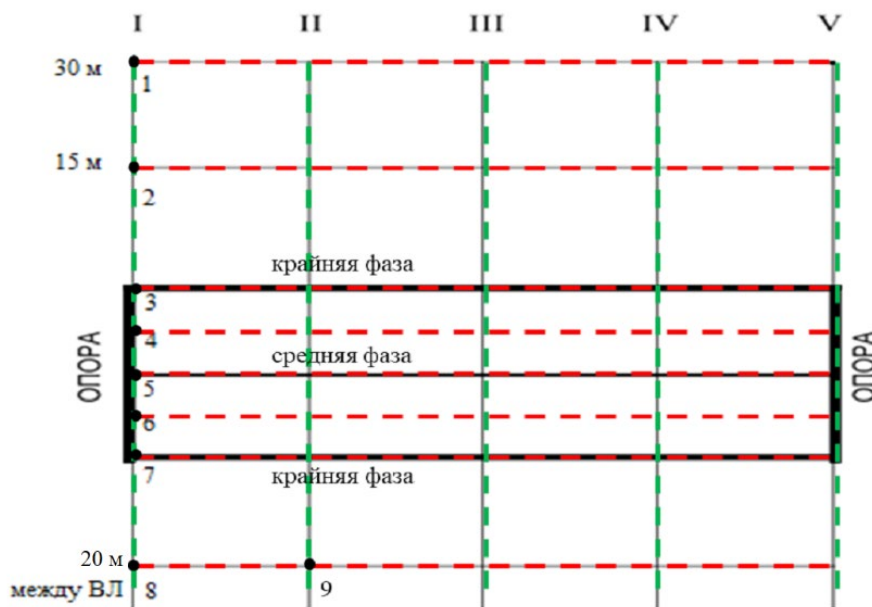 I II III IV V
30 м
1
15 м
2
крайняя фаза
3
4
средняя фаза
ОПОРА
ОПОРА
5
6
7
крайняя фаза
20 м
между ВЛ 8 9